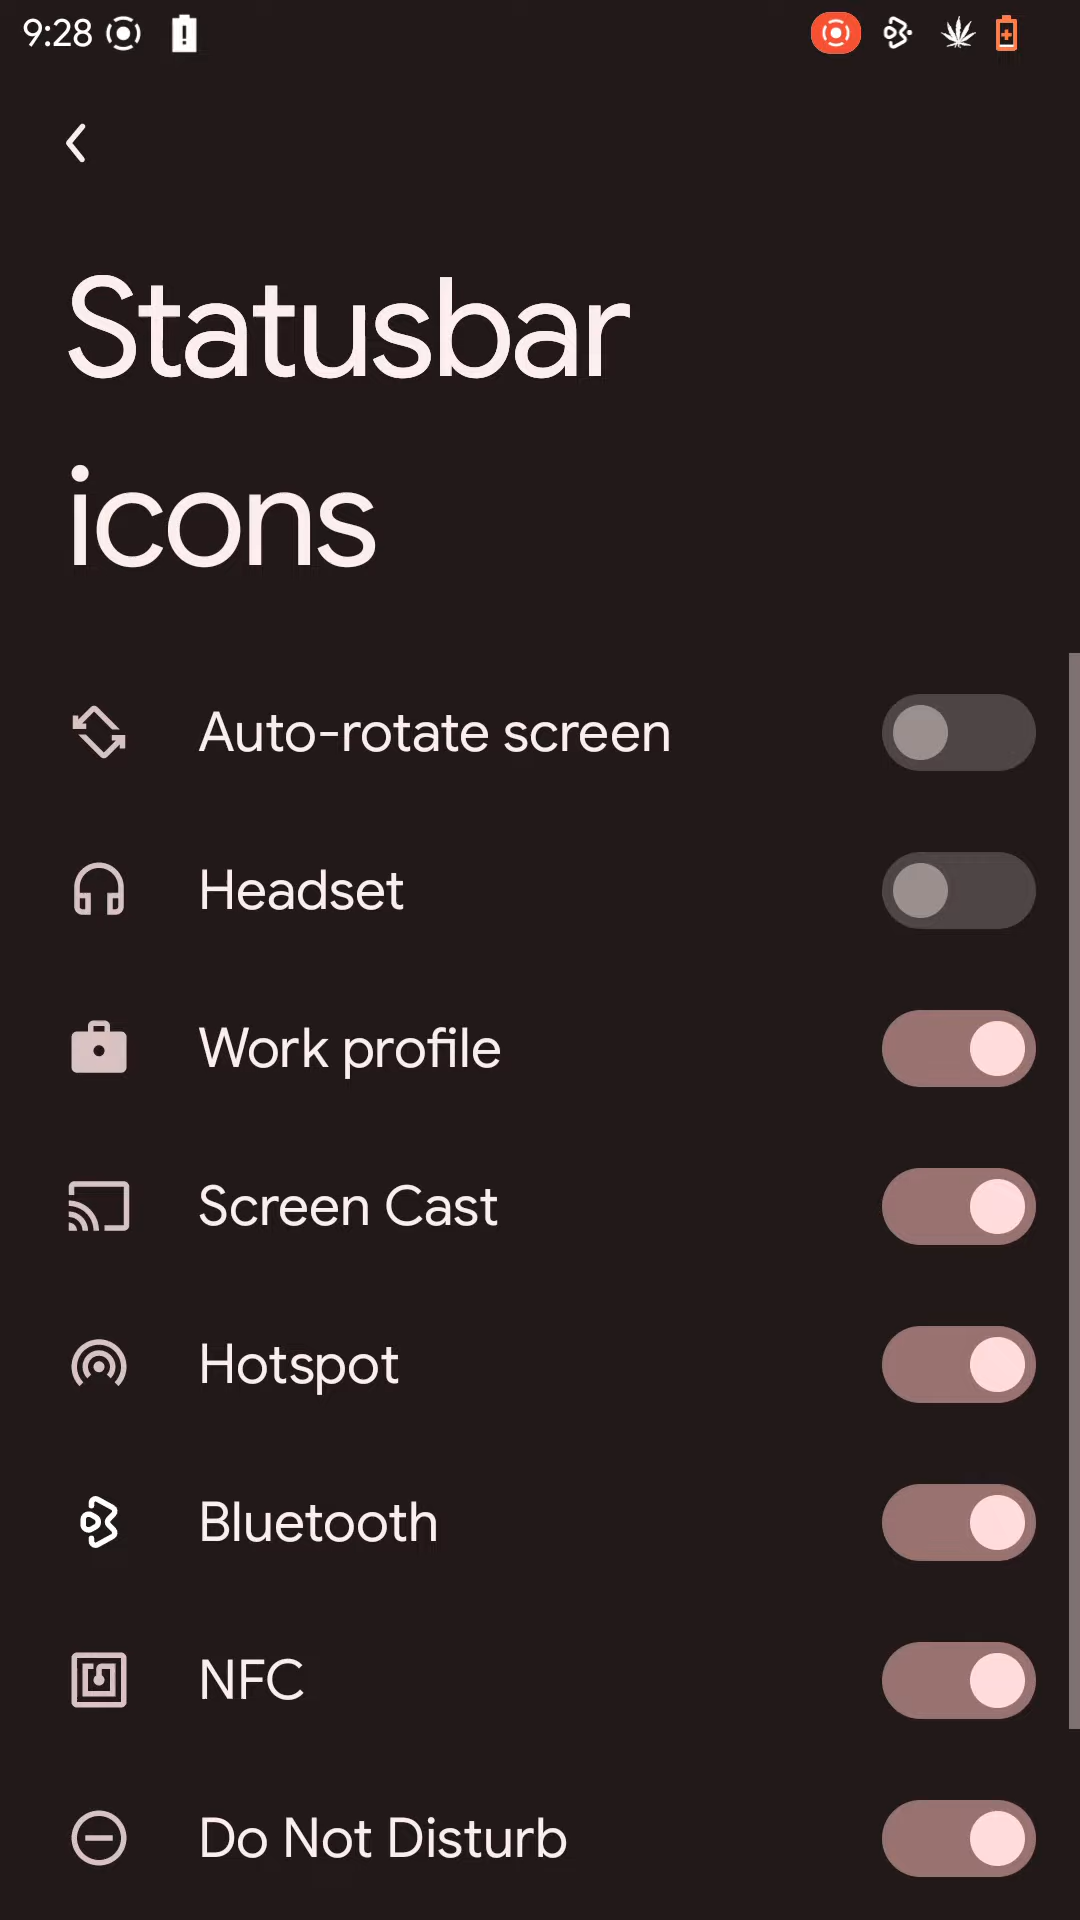 9:28
Statusbar
icons
Auto-rotate screen
Headset
Work profile
Screen Cast
Hotspot
Bluetooth
NFC
Do Not Disturb